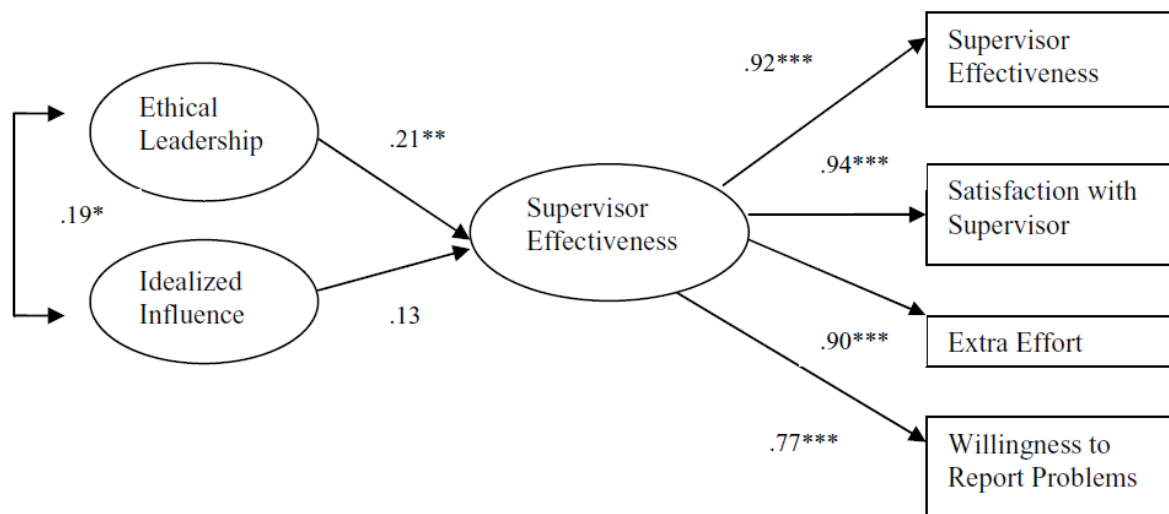 Ethical
Leadership
.19*
Idealized
Influence
.21**
.13
Supervisor
Effectiveness
.92***
.94***
.90***
.77***
Supervisor
Effectiveness
Satisfaction with
Supervisor
Extra Effort
Willingness to
Report Problems